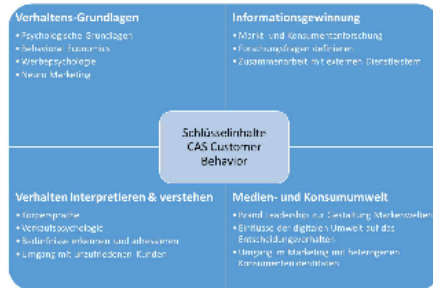 Verhaltens-Grundlagen
• Psychologische Grundlagen
• Behavioral Economics
• Werbepsychologie
• Neuro Marketing
Informationsgewinnung
• Markt- und Konsumentenforschung
• Forschungsfragen definieren
• Zusammenarbeit mit externen Dienstleistern
Schlüsselinhalte
CAS Customer
Behavior
Verhalten Interpretieren & verstehen
• Körpersprache
• Verkaufspsychologie
• Bedürfnisse erkennen und adressieren
• Umgang mit unzufriedenen Kunden
Medien- und Konsumumwelt
• Brand Leadership zur Gestaltung Markenwelten
• Einflüsse der digitalen Umwelt auf das
Entscheidungsverhalten
• Umgang im Marketing mit heterogenen
Konsumentenidentitäten